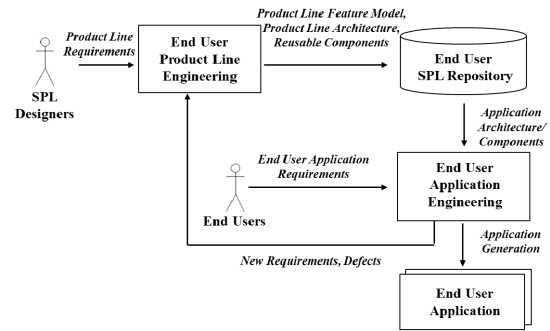 Product Line
Requirements
SPL
Designers
End User
Product Line
Engineering
Product Line Feature Model,
Product Line Architecture,
Reusable Components
End User
SPL Repository
Application
Architecture/
Components
End User Application
Requirements
End Users
End User
Application
Engineering
New Requirements, Defects
Application
Generation
End User
Application